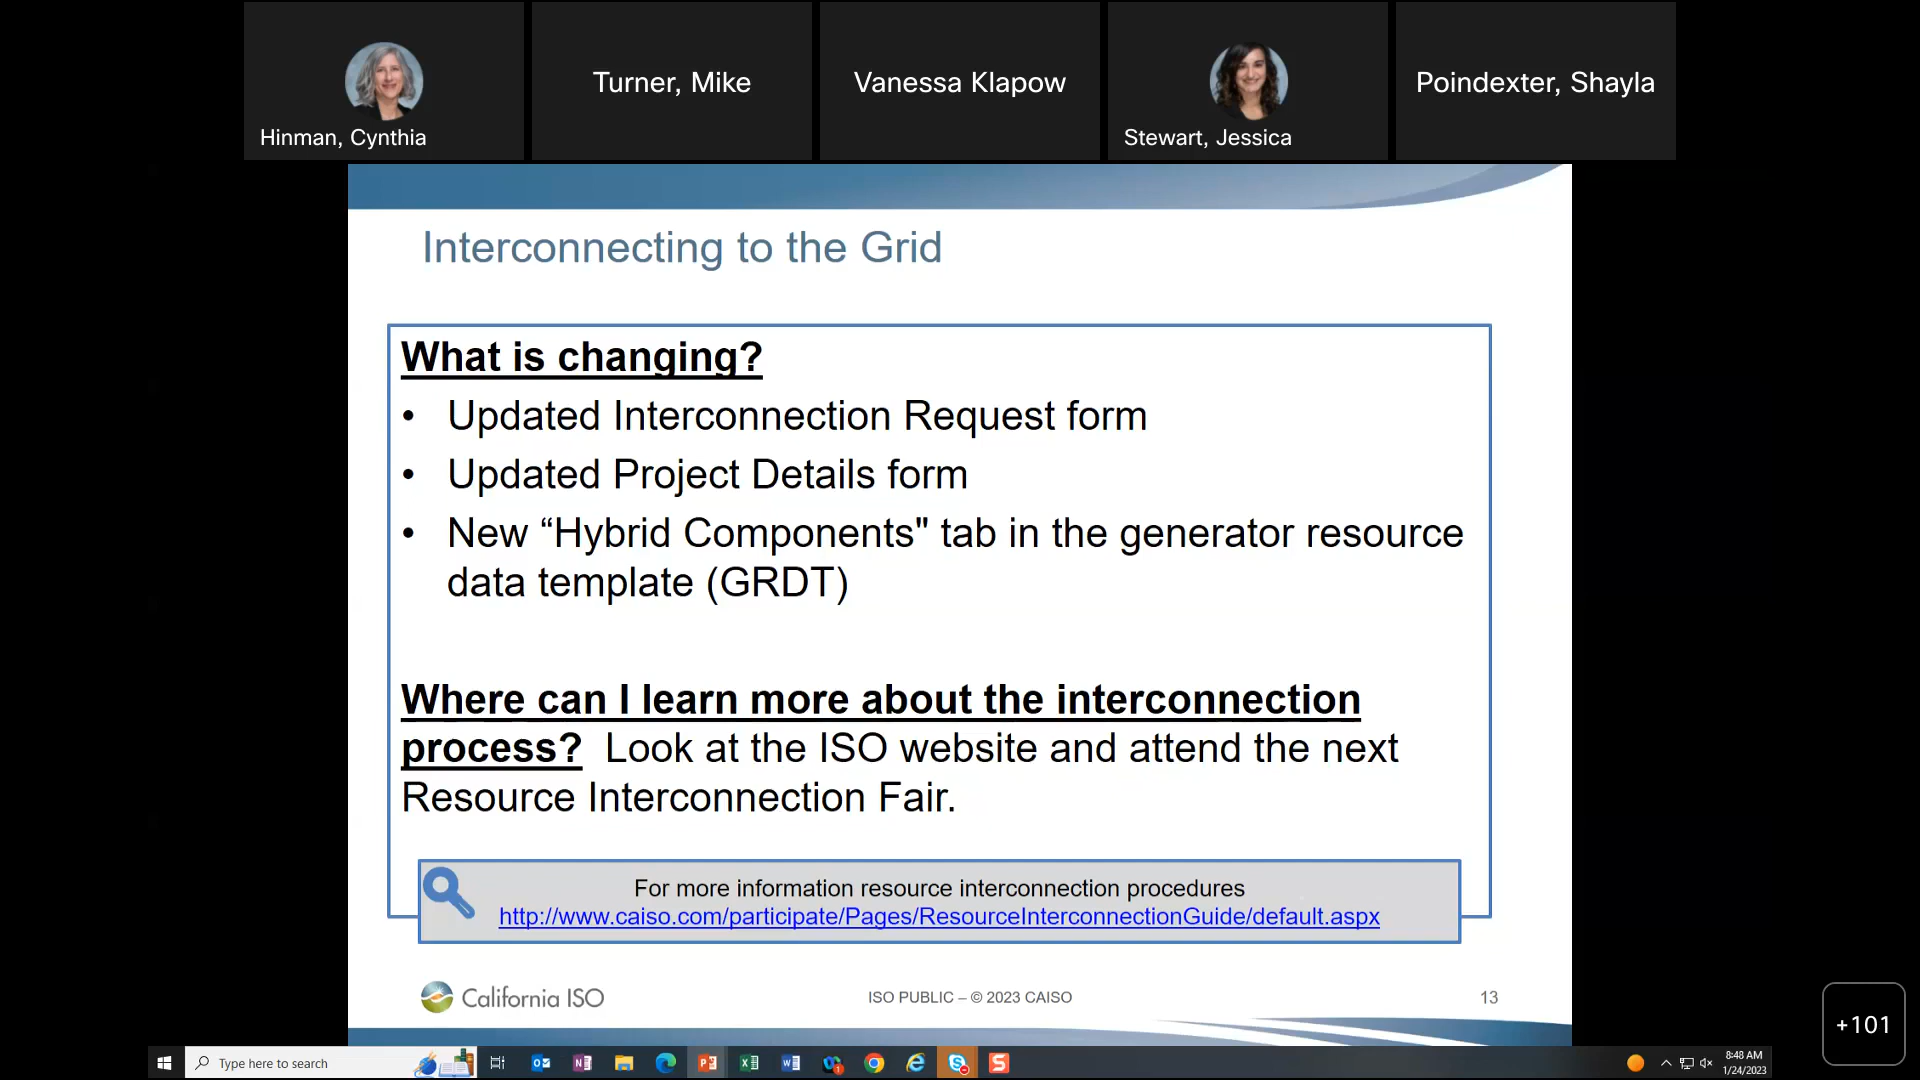 Hinman, Cynthia
Turner, Mike
Vanessa Klapow
Stewart, Jessica
Poindexter, Shayla
Interconnecting to the Grid
What is changing?
• Updated Interconnection Request form
• Updated Project Details form
• New “Hybrid Components" tab in the generator resource
data template (GRDT)
Where can I learn more about the interconnection
process? Look at the ISO website and attend the next
Resource Interconnection Fair.
For more information resource interconnection procedures
http://www.caiso.com/participate/Pages/ResourceInterconnectionGuide/default.aspx
California ISO
ISO PUBLIC – © 2023 CAISO
13
+101
Type here to search
8:48 AM
1/24/2023